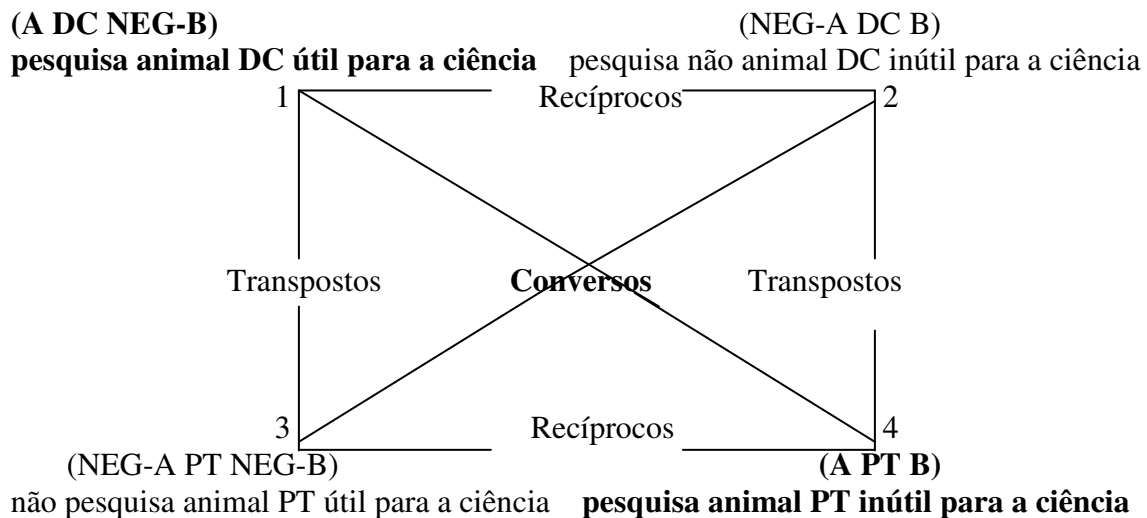 (A DC NEG-B) (NEG-A DC B)
pesquisa animal DC útil para a ciência pesquisa não animal DC inútil para a ciência
1 Recíprocos 2
Transpostos Conversos Transpostos
3 Recíprocos 4
(NEG-A PT NEG-B) (A PT B)
não pesquisa animal PT útil para a ciência pesquisa animal PT inútil para a ciência